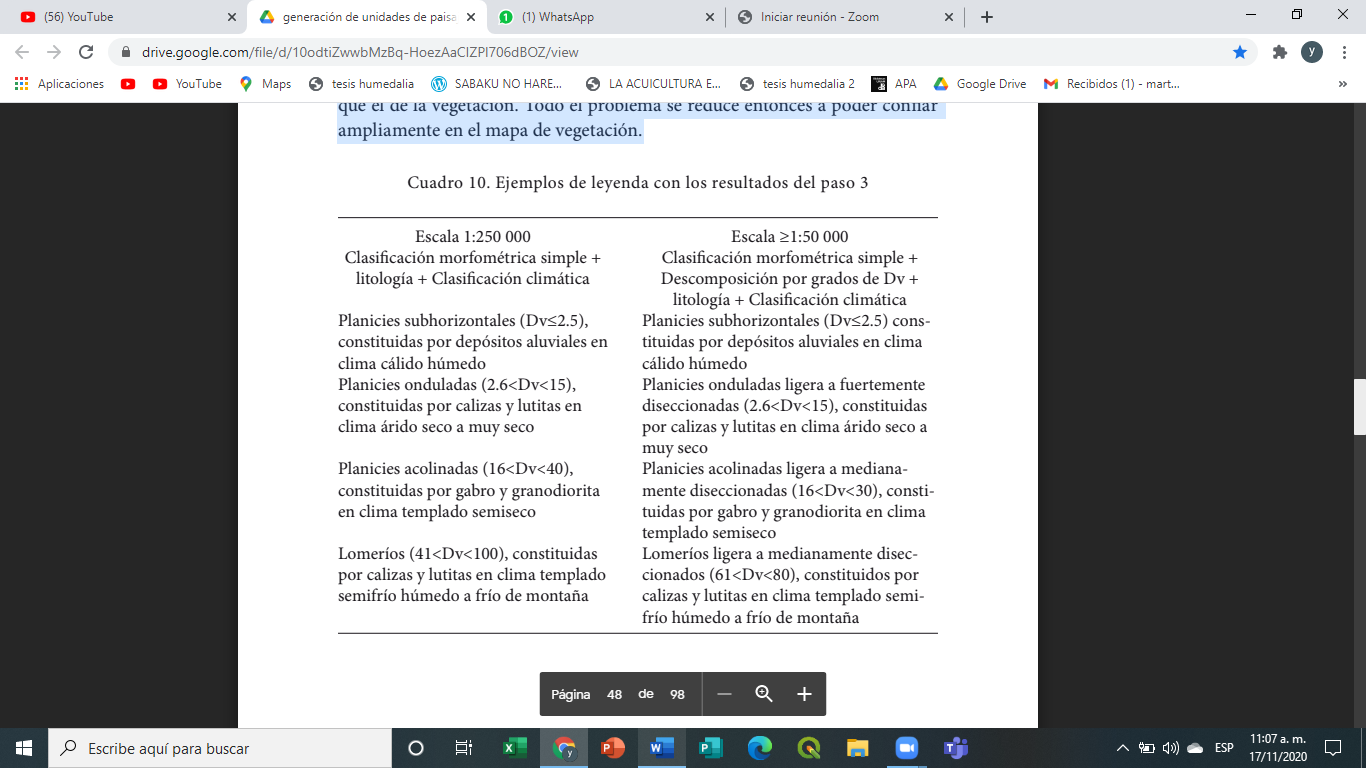 (56) YouTube
generación de unidades de paisa
(1) WhatsApp
Iniciar reunión - Zoom
drive.google.com/file/d/10odtiZwwbMzBq-HoezAaCIZPl706dBOZ/view
y
Aplicaciones
YouTube
Maps
tesis humedalia
SABAKU NO HARE...
LA ACUICULTURA E...
tesis humedalia 2
APA
Google Drive
Recibidos (1) - mart...
»
que el de la vegetación. Todo el problema se reduce entonces a poder confiar
ampliamente en el mapa de vegetación.
Cuadro 10. Ejemplos de leyenda con los resultados del paso 3
Escala 1:250 000
Clasificación morfométrica simple +
litología + Clasificación climática
Planicies subhorizontales (Dv≤2.5),
constituidas por depósitos aluviales en
clima cálido húmedo
Planicies onduladas (2.6<Dv<15),
constituidas por calizas y lutitas en
clima árido seco a muy seco
Planicies acolinadas (16<Dv<40),
constituidas por gabro y granodiorita
en clima templado semiseco
Lomeríos (41<Dv<100), constituidas
por calizas y lutitas en clima templado
semifrío húmedo a frío de montaña
Escala ≥1:50 000
Clasificación morfométrica simple +
Descomposición por grados de Dv +
litología + Clasificación climática
Planicies subhorizontales (Dv≤2.5) cons-
tituidas por depósitos aluviales en clima
cálido húmedo
Planicies onduladas ligera a fuertemente
diseccionadas (2.6<Dv<15), constituidas
por calizas y lutitas en clima árido seco a
muy seco
Planicies acolinadas ligera a mediana-
mente diseccionadas (16<Dv<30), consti-
tuidas por gabro y granodiorita en clima
templado semiseco
Lomeríos ligera a medianamente disec-
cionados (61<Dv<80), constituidos por
calizas y lutitas en clima templado semi-
frío húmedo a frío de montaña
Página 48 de 98
Escribe aquí para buscar
ESP
11:07 a. m.
17/11/2020